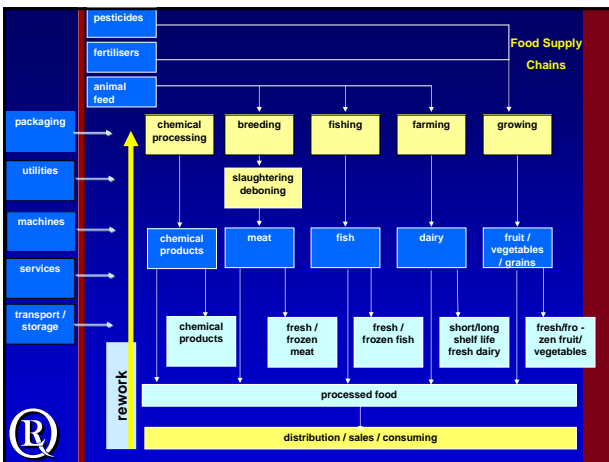 pesticides
fertilisers
Food Supply
Chains
animal
feed
packaging
chemical
processing
breeding
fishing
farming
growing
utilities
slaughtering
deboning
machines
chemical
products
meat
fish
dairy
fruit /
vegetables
/ grains
services
transport /
storage
chemical
products
fresh /
frozen
meat
fresh /
frozen fish
short/long
shelf life
fresh dairy
fresh/fro -
zen fruit/
vegetables
rework
processed food
distribution / sales / consuming
RQ